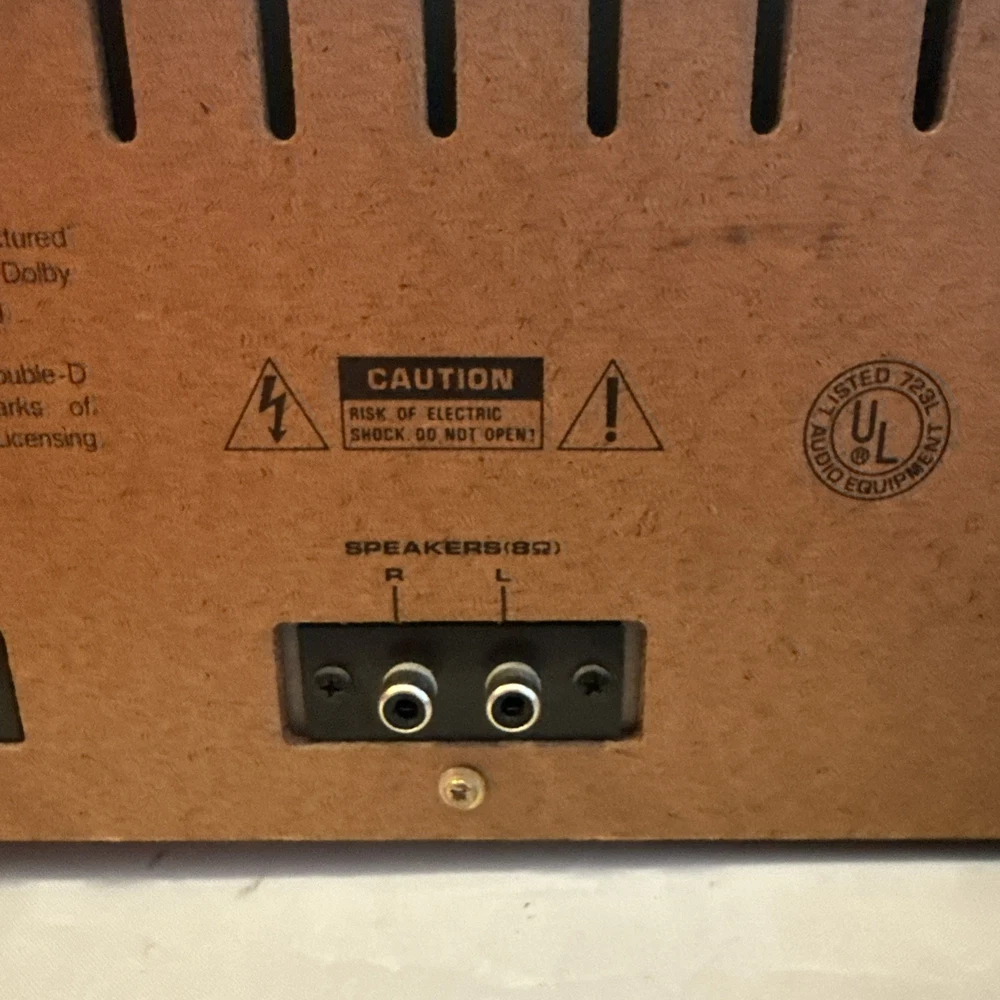 tured
Dolby
ouble-D
arks of
Licensing
CAUTION
RISK OF ELECTRIC
SHOCK DO NOT OPEN
!
LISTED 723L
UL
®
AUDIO EQUIPMENT
SPEAKERS(8Ω)
R L